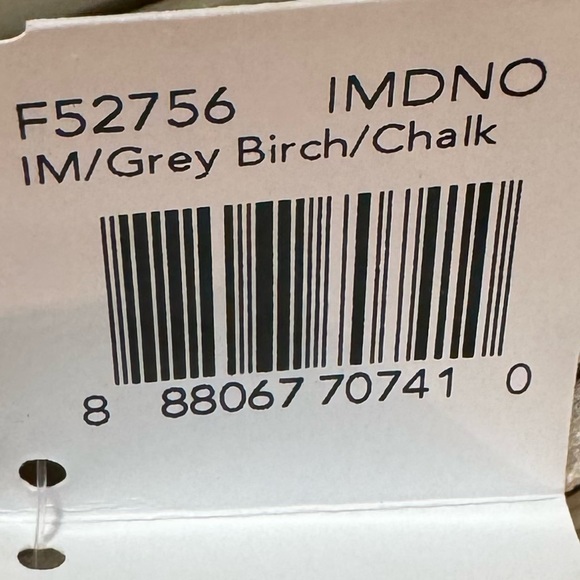 F52756 IMDNO
IM/Grey Birch/Chalk
8 88067 70741 0